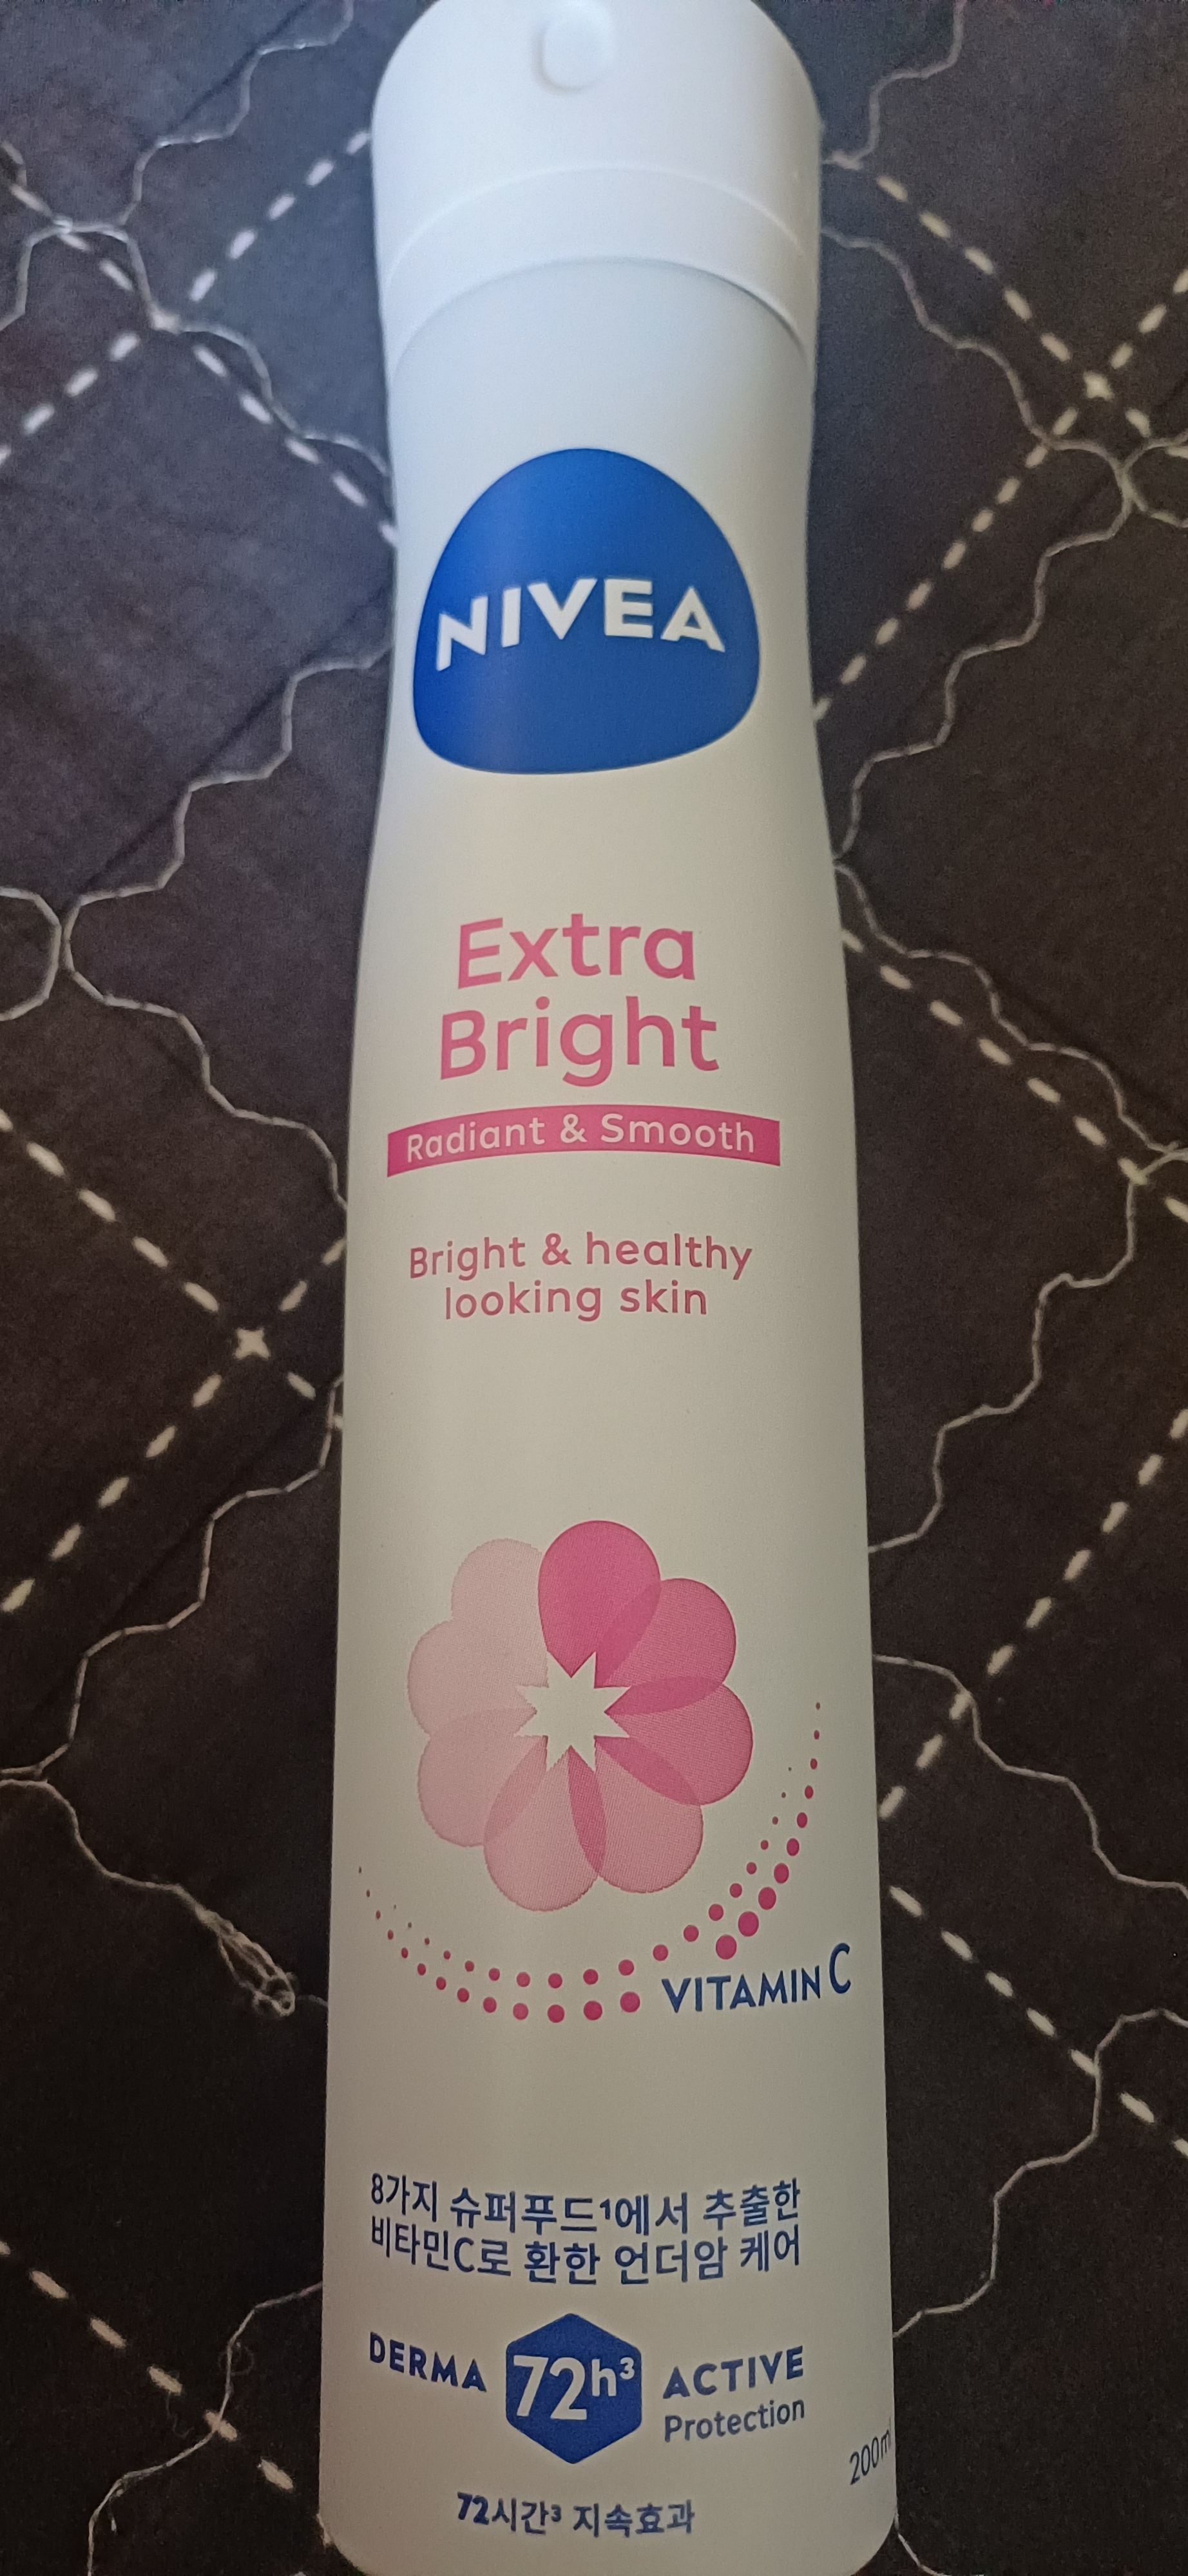 NIVEA
Extra
Bright
Radiant & Smooth
Bright & healthy
looking skin
VITAMIN C
8가지 슈퍼푸드¹에서 추출한
비타민C로 환한 언더암 케어
DERMA 72h³ ACTIVE
Protection
200ml
72시간³ 지속효과